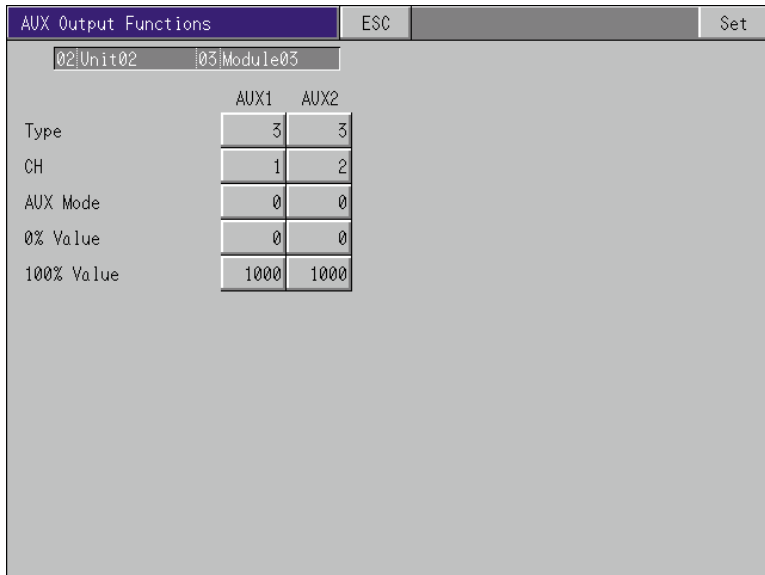 AUX Output Functions ESC Set
02 Unit02 03 Module03
AUX1 AUX2
Type 3 3
CH 1 2
AUX Mode 0 0
0% Value 0 0
100% Value 1000 1000